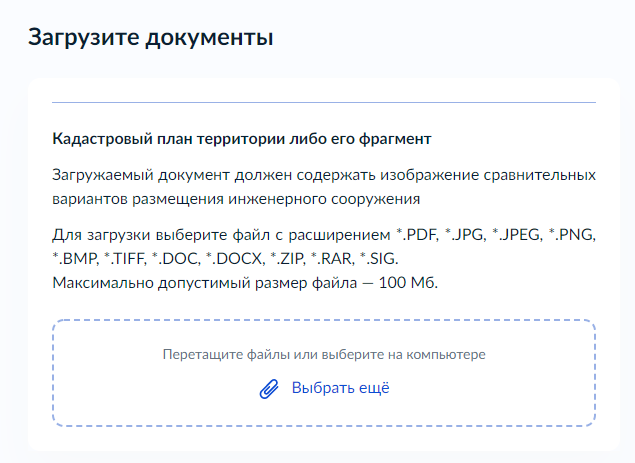 Загрузите документы
Кадастровый план территории либо его фрагмент
Загружаемый документ должен содержать изображение сравнительных
вариантов размещения инженерного сооружения
Для загрузки выберите файл с расширением *.PDF, *.JPG, *.JPEG, *.PNG,
*.BMP, *.TIFF, *.DOC, *.DOCX, *.ZIP, *.RAR, *.SIG.
Максимально допустимый размер файла — 100 Мб.
Перетащите файлы или выберите на компьютере
Выбрать ещё